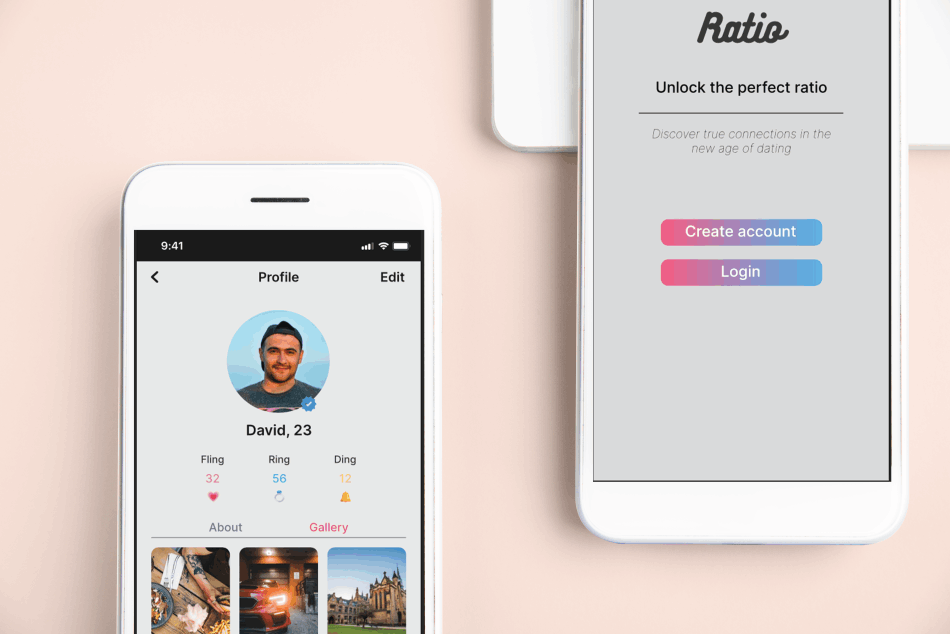 Ratio
Unlock the perfect ratio
Discover true connections in the
new age of dating
Create account
Login
9:41
Profile
Edit
David, 23
Fling
Ring
Ding
32
56
12
About
Gallery